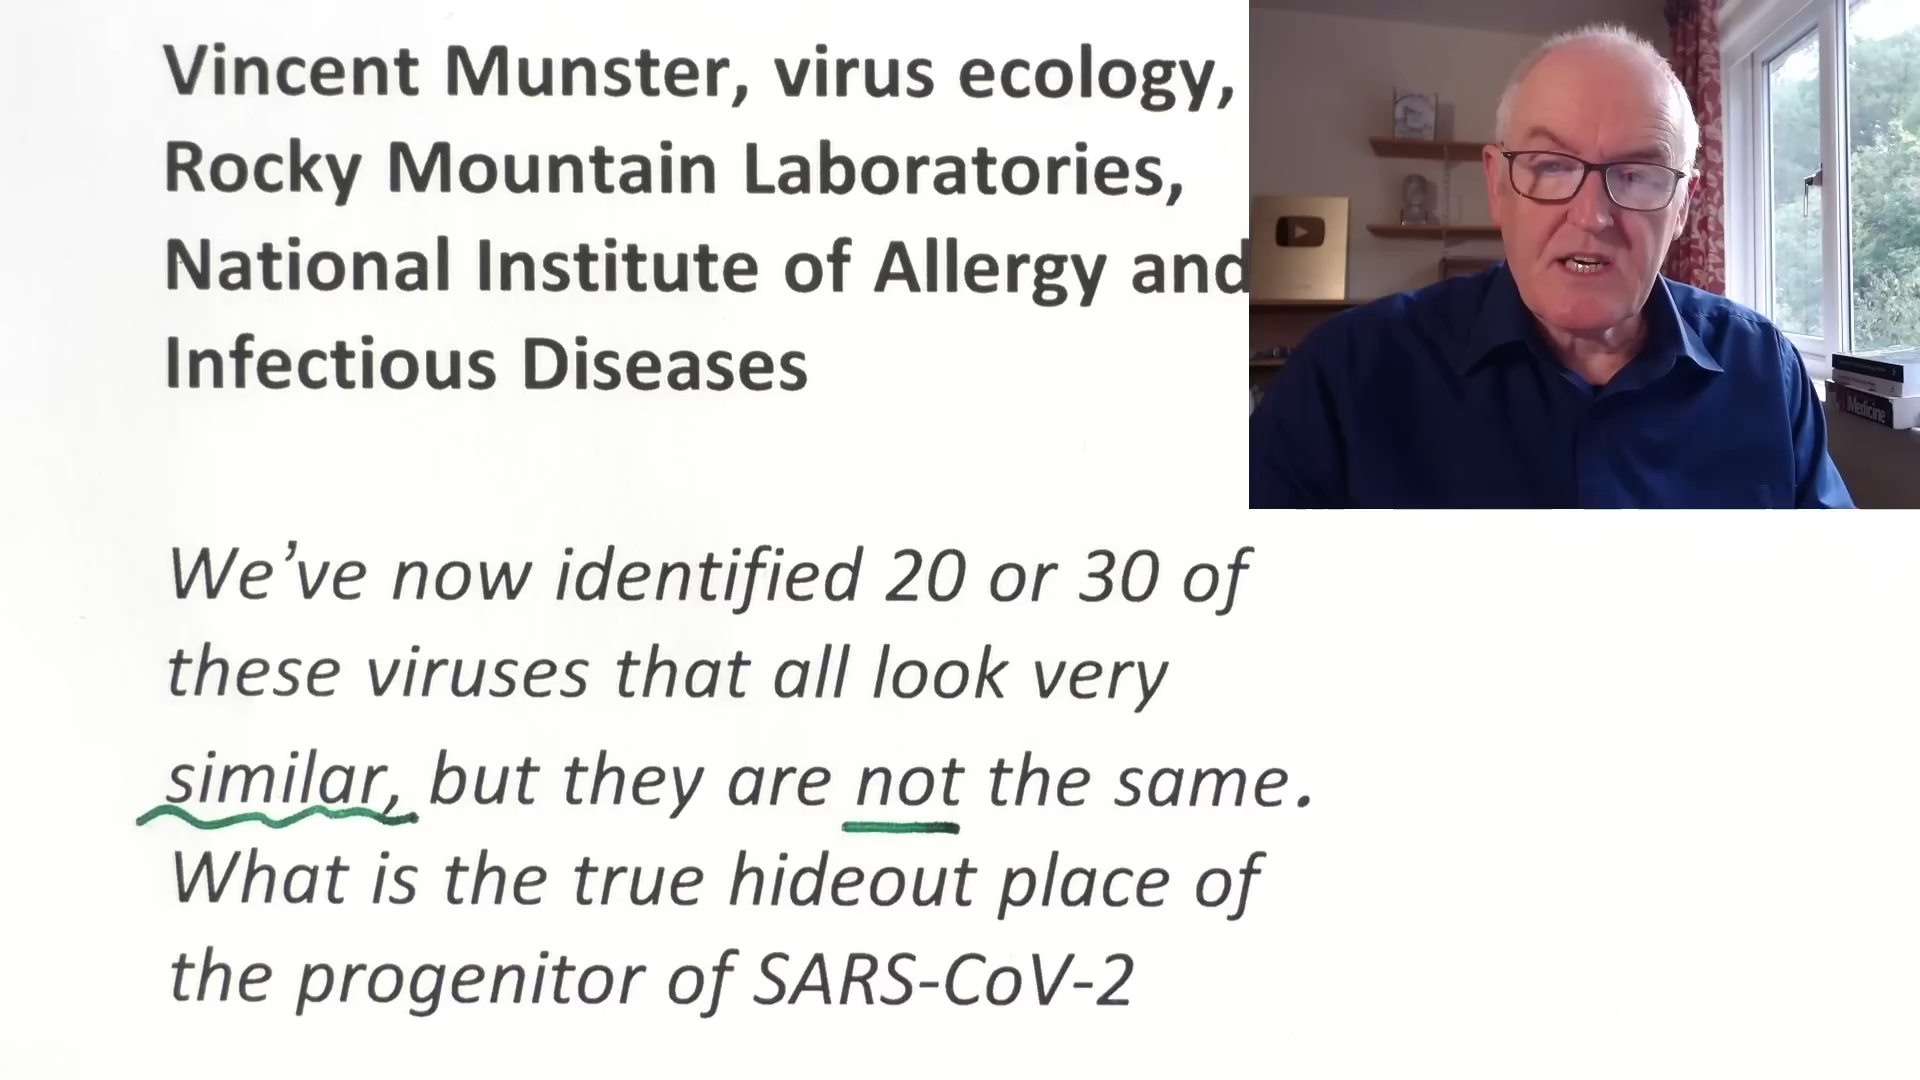 Vincent Munster, virus ecology,
Rocky Mountain Laboratories,
National Institute of Allergy and
Infectious Diseases
We’ve now identified 20 or 30 of
these viruses that all look very
similar, but they are not the same.
What is the true hideout place of
the progenitor of SARS-CoV-2
Medicine